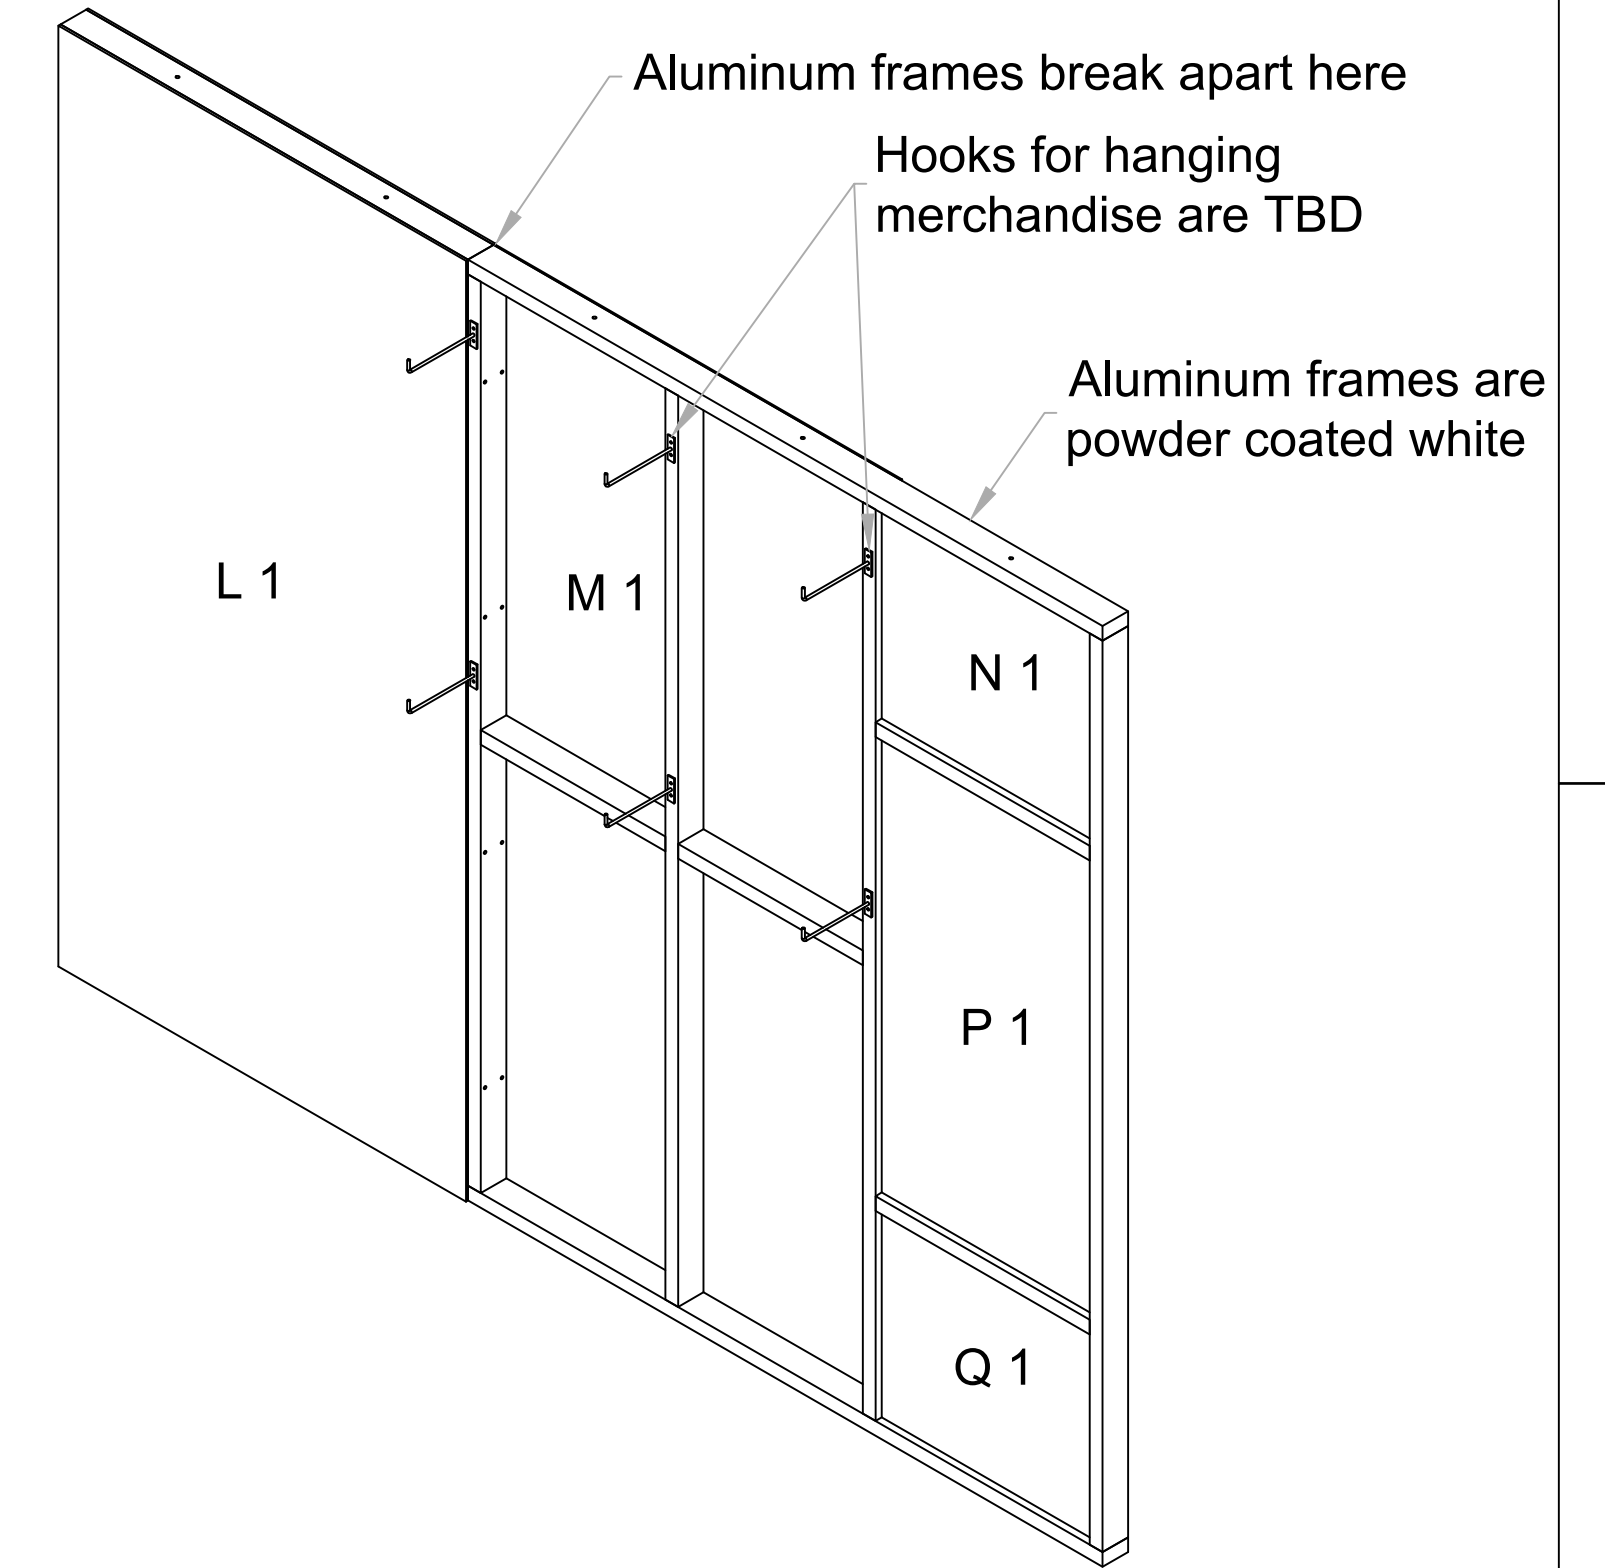 Aluminum frames break apart here
Hooks for hanging
merchandise are TBD
Aluminum frames are
powder coated white
L 1
M 1
N 1
P 1
Q 1